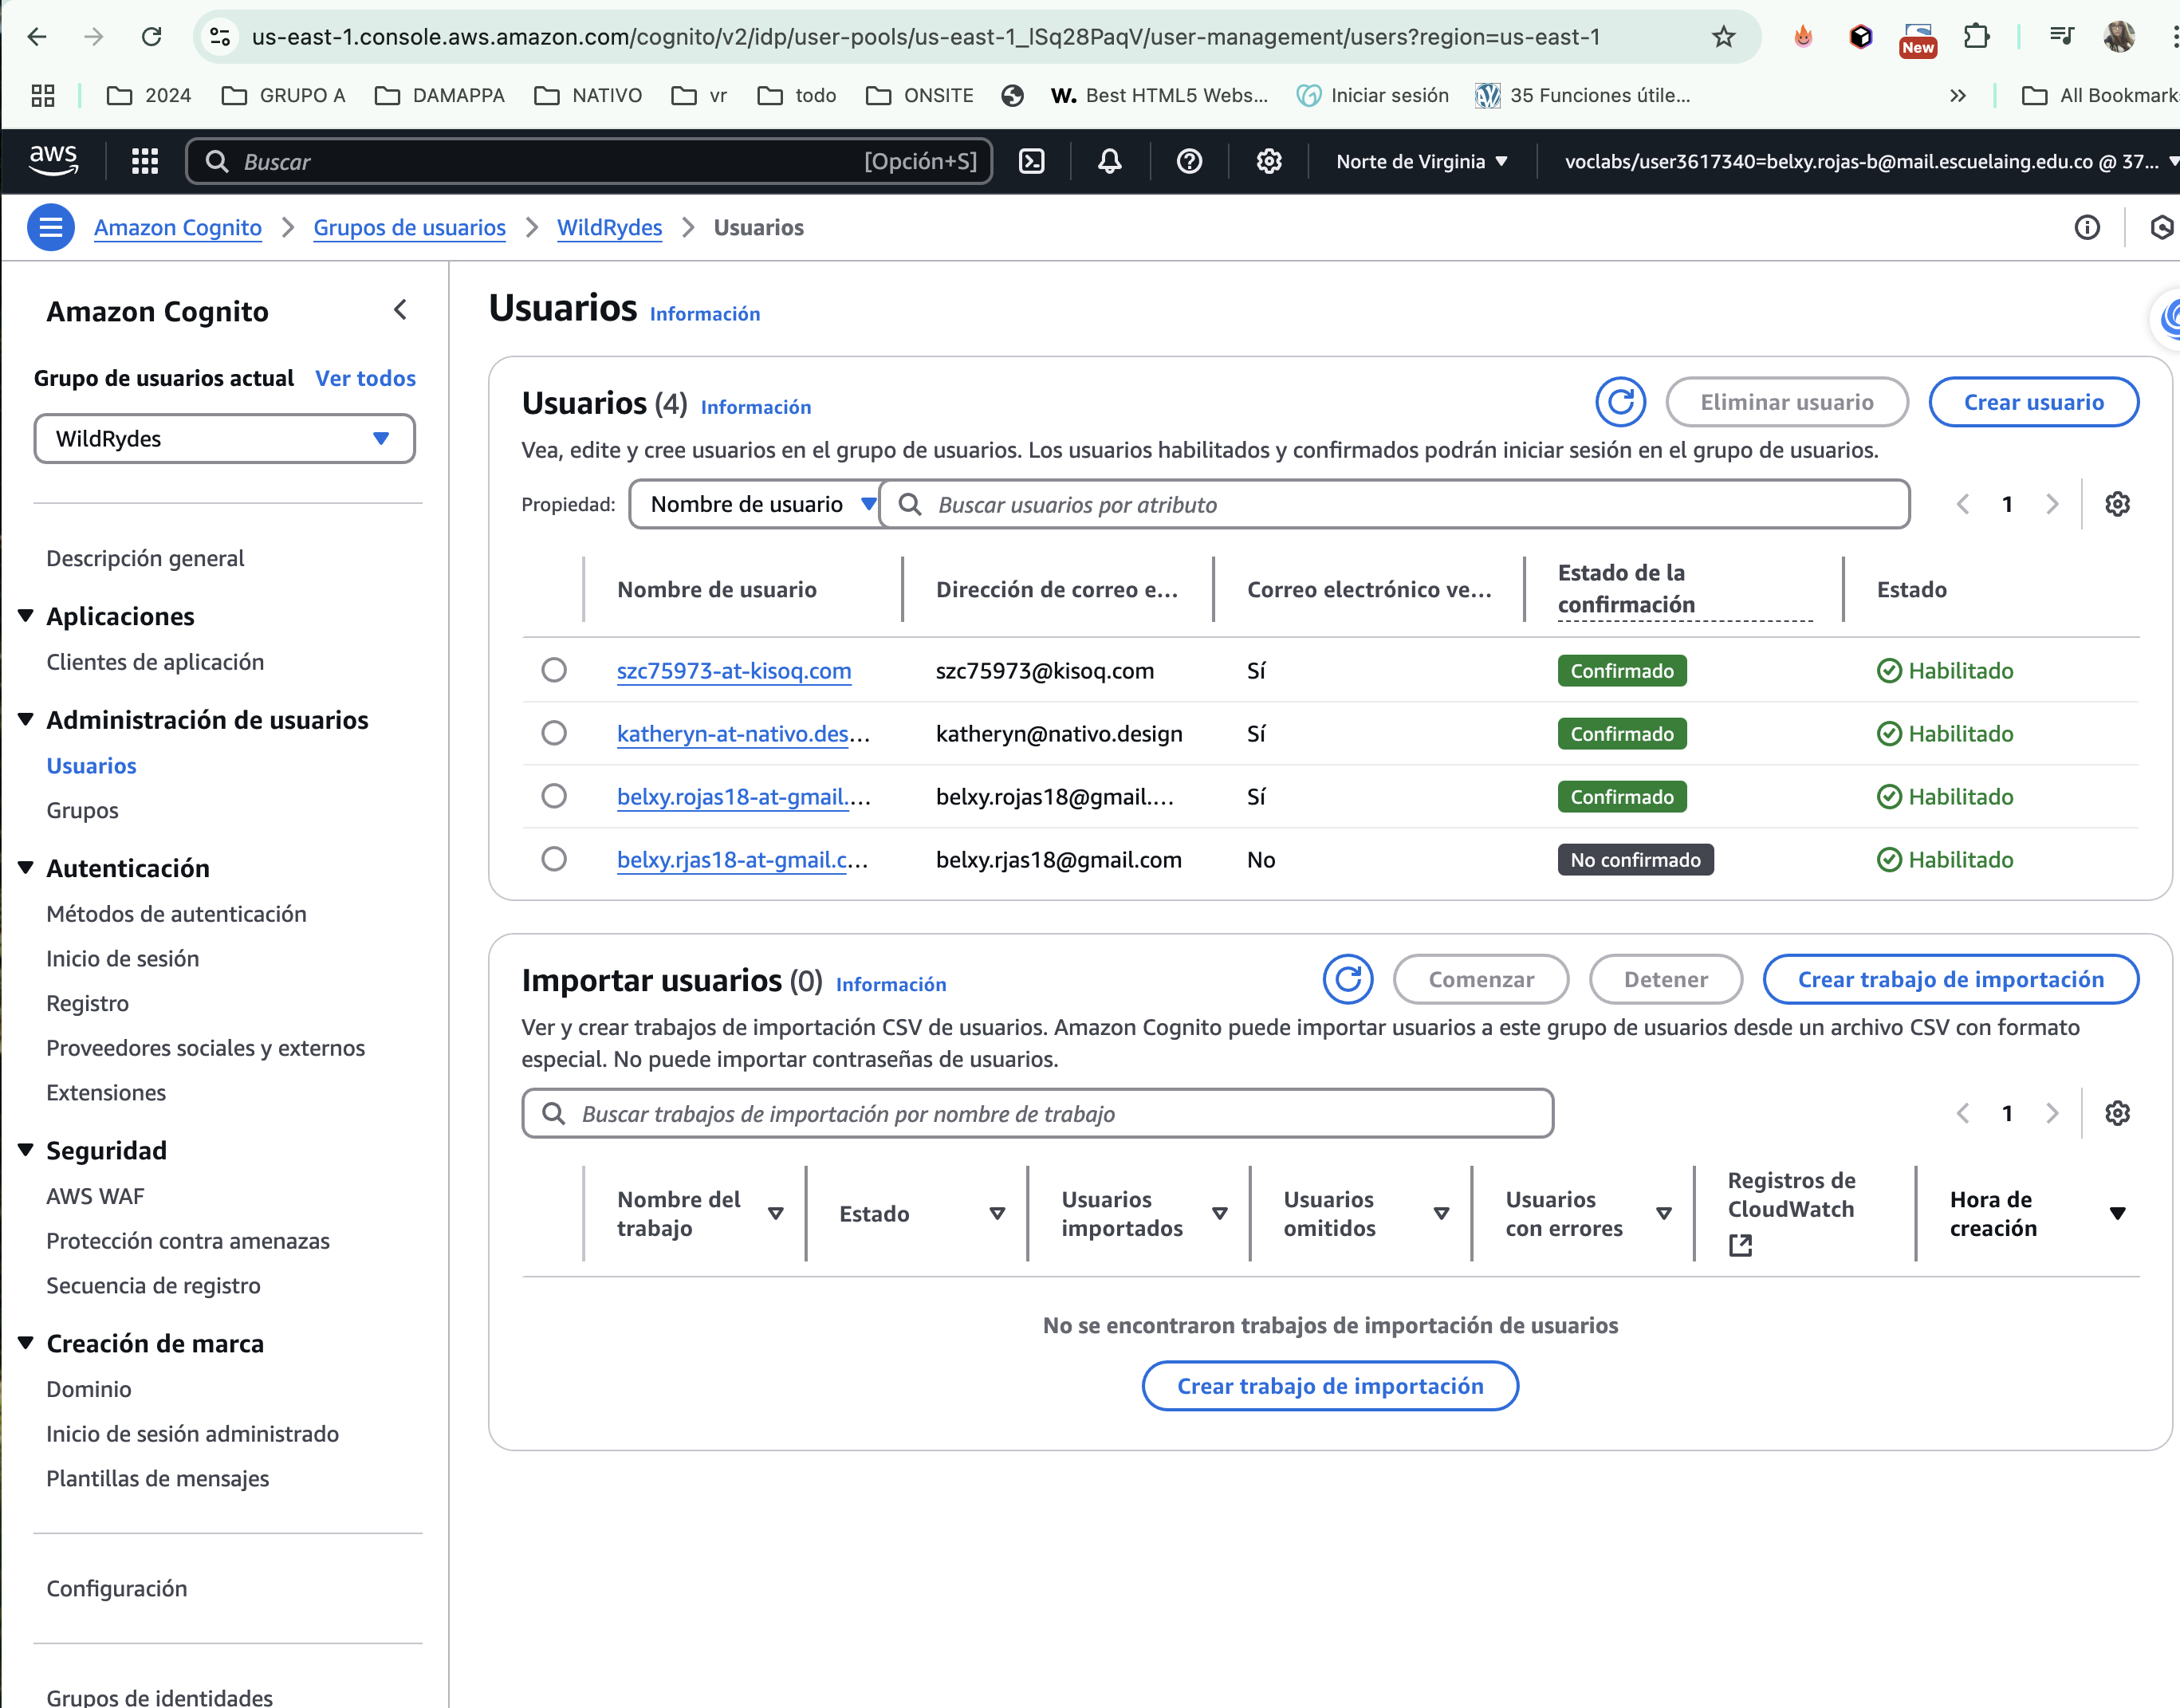 us-east-1.console.aws.amazon.com/cognito/v2/idp/user-pools/us-east-1_lSq28PaqV/user-management/users?region=us-east-1
New
2024 GRUPO A DAMAPPA NATIVO vr todo ONSITE W. Best HTML5 Webs... Iniciar sesión 35 Funciones útile... » All Bookmark
aws Buscar [Opción+S] Norte de Virginia voclabs/user3617340=belxy.rojas-b@mail.escuelaing.edu.co @ 37...
Amazon Cognito Grupos de usuarios WildRydes Usuarios
Amazon Cognito
Grupo de usuarios actual Ver todos
WildRydes
Descripción general
Aplicaciones
Clientes de aplicación
Administración de usuarios
Usuarios
Grupos
Autenticación
Métodos de autenticación
Inicio de sesión
Registro
Proveedores sociales y externos
Extensiones
Seguridad
AWS WAF
Protección contra amenazas
Secuencia de registro
Creación de marca
Dominio
Inicio de sesión administrado
Plantillas de mensajes
Configuración
Grupos de identidades
Usuarios Información
Usuarios (4) Información Eliminar usuario Crear usuario
Vea, edite y cree usuarios en el grupo de usuarios. Los usuarios habilitados y confirmados podrán iniciar sesión en el grupo de usuarios.
Propiedad: Nombre de usuario Buscar usuarios por atributo 1
Nombre de usuario Dirección de correo e... Correo electrónico ve... Estado de la confirmación Estado
szc75973-at-kisoq.com szc75973@kisoq.com Sí Confirmado Habilitado
katheryn-at-nativo.des... katheryn@nativo.design Sí Confirmado Habilitado
belxy.rojas18-at-gmail.... belxy.rojas18@gmail.... Sí Confirmado Habilitado
belxy.rjas18-at-gmail.c... belxy.rjas18@gmail.com No No confirmado Habilitado
Importar usuarios (0) Información Comenzar Detener Crear trabajo de importación
Ver y crear trabajos de importación CSV de usuarios. Amazon Cognito puede importar usuarios a este grupo de usuarios desde un archivo CSV con formato
especial. No puede importar contraseñas de usuarios.
Buscar trabajos de importación por nombre de trabajo 1
Nombre del trabajo Estado Usuarios importados Usuarios omitidos Usuarios con errores Registros de CloudWatch Hora de creación
No se encontraron trabajos de importación de usuarios
Crear trabajo de importación